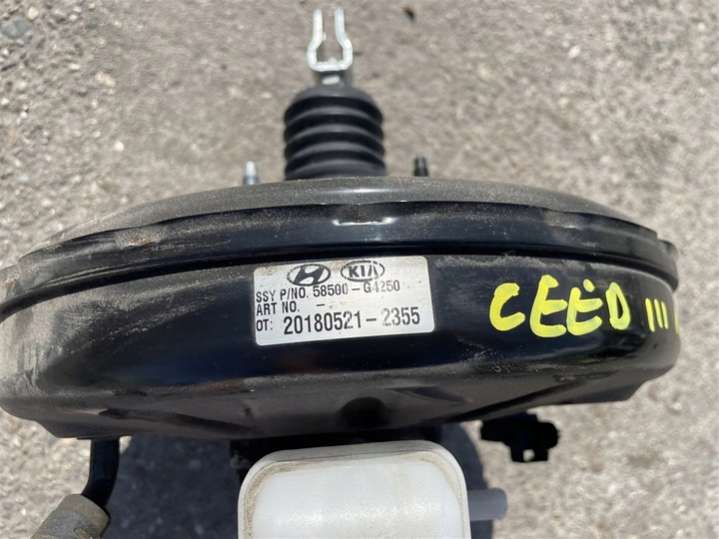 KIA
SSY P/NO. 58500-G4250
ART NO. -
OT: 20180521-2355
CEED III